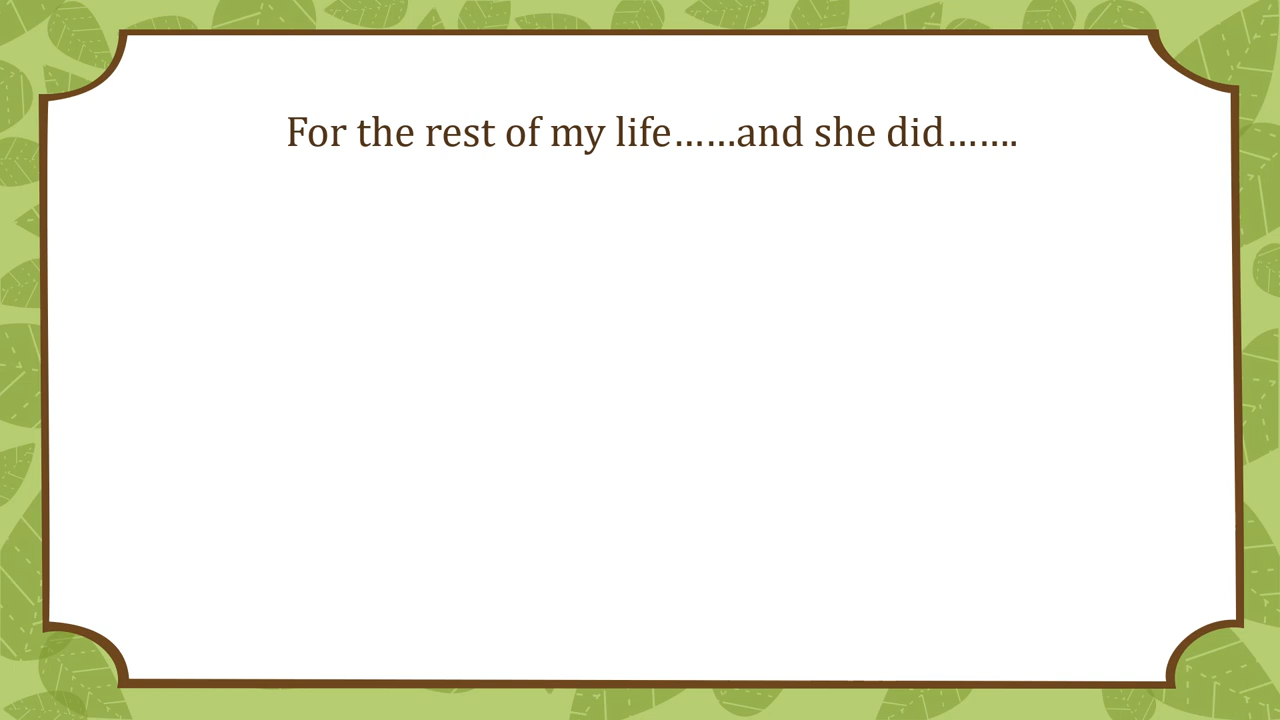 For the rest of my life……and she did…….